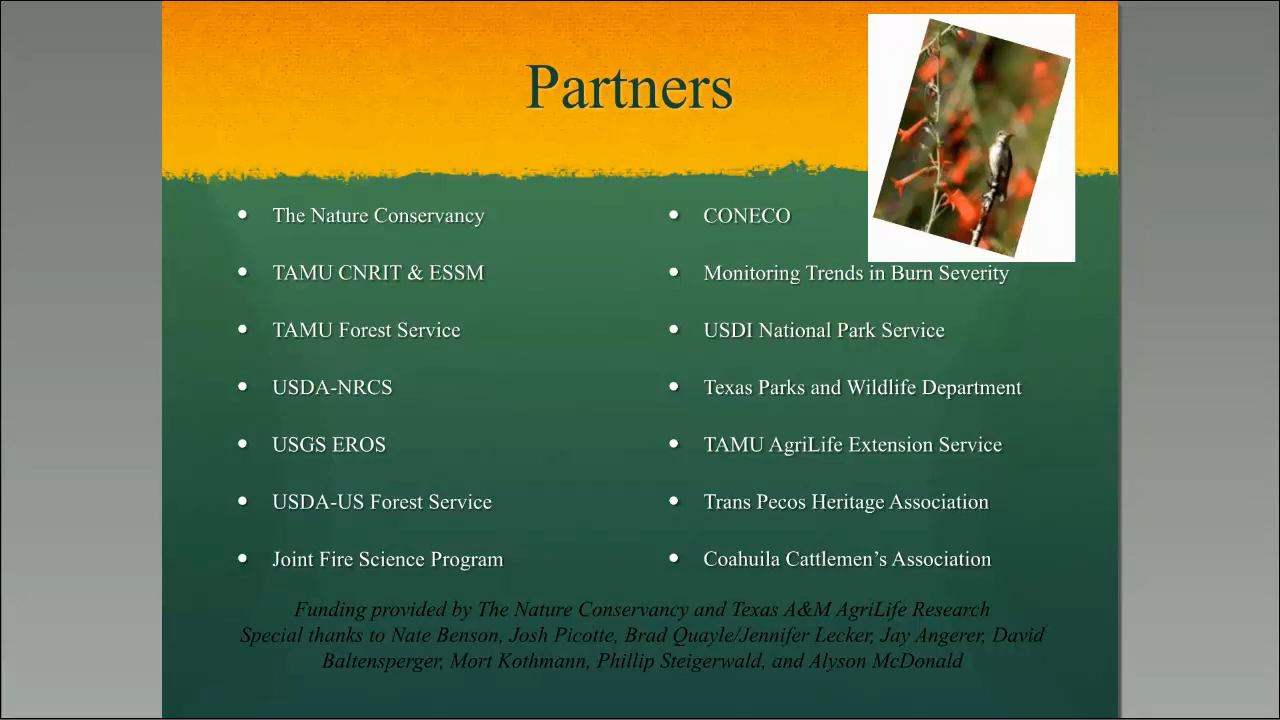 Partners
The Nature Conservancy
TAMU CNRIT & ESSM
TAMU Forest Service
USDA-NRCS
USGS EROS
USDA-US Forest Service
Joint Fire Science Program
CONECO
Monitoring Trends in Burn Severity
USDI National Park Service
Texas Parks and Wildlife Department
TAMU AgriLife Extension Service
Trans Pecos Heritage Association
Coahuila Cattlemen’s Association
Funding provided by The Nature Conservancy and Texas A&M AgriLife Research
Special thanks to Nate Benson, Josh Picotte, Brad Quayle/Jennifer Lecker, Jay Angerer, David
Baltensperger, Mort Kothmann, Phillip Steigerwald, and Alyson McDonald